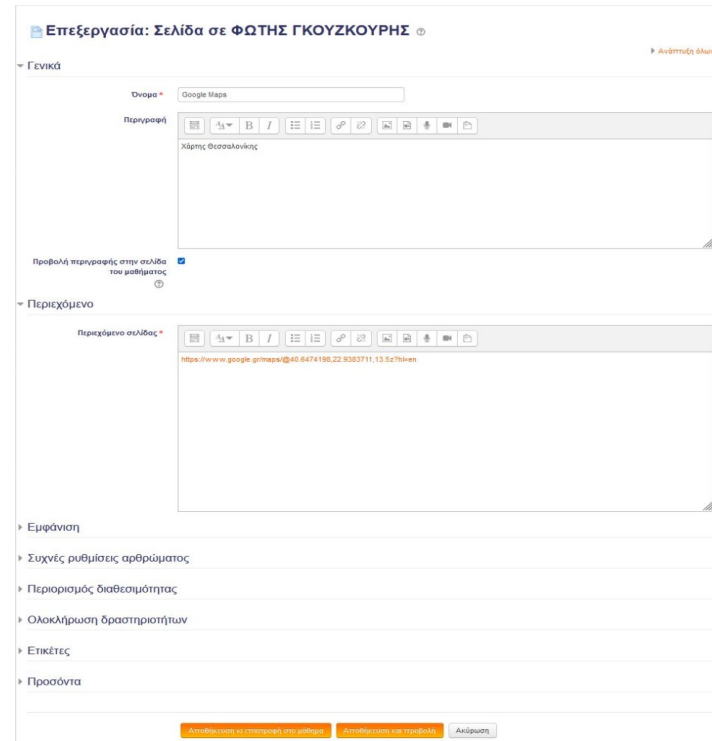 Επεξεργασία: Σελίδα σε ΦΩΤΗΣ ΓΚΟΥΖΚΟΥΡΗΣ
Ανάπτυξη όλων
Γενικά
Όνομα *
Google Maps
Περιγραφή
Χάρτης Θεσσαλονίκης
Προβολή περιγραφής στην σελίδα
του μαθήματος
Περιεχόμενο
Περιεχόμενο σελίδας *
https://www.google.gr/maps/@40.6474198,22.9383711,13.5z?hl=en
Εμφάνιση
Συχνές ρυθμίσεις αρθρώματος
Περιορισμός διαθεσιμότητας
Ολοκλήρωση δραστηριοτήτων
Ετικέτες
Προσόντα
Αποθήκευση κι επιστροφή στο μάθημα Αποθήκευση και προβολή Ακύρωση